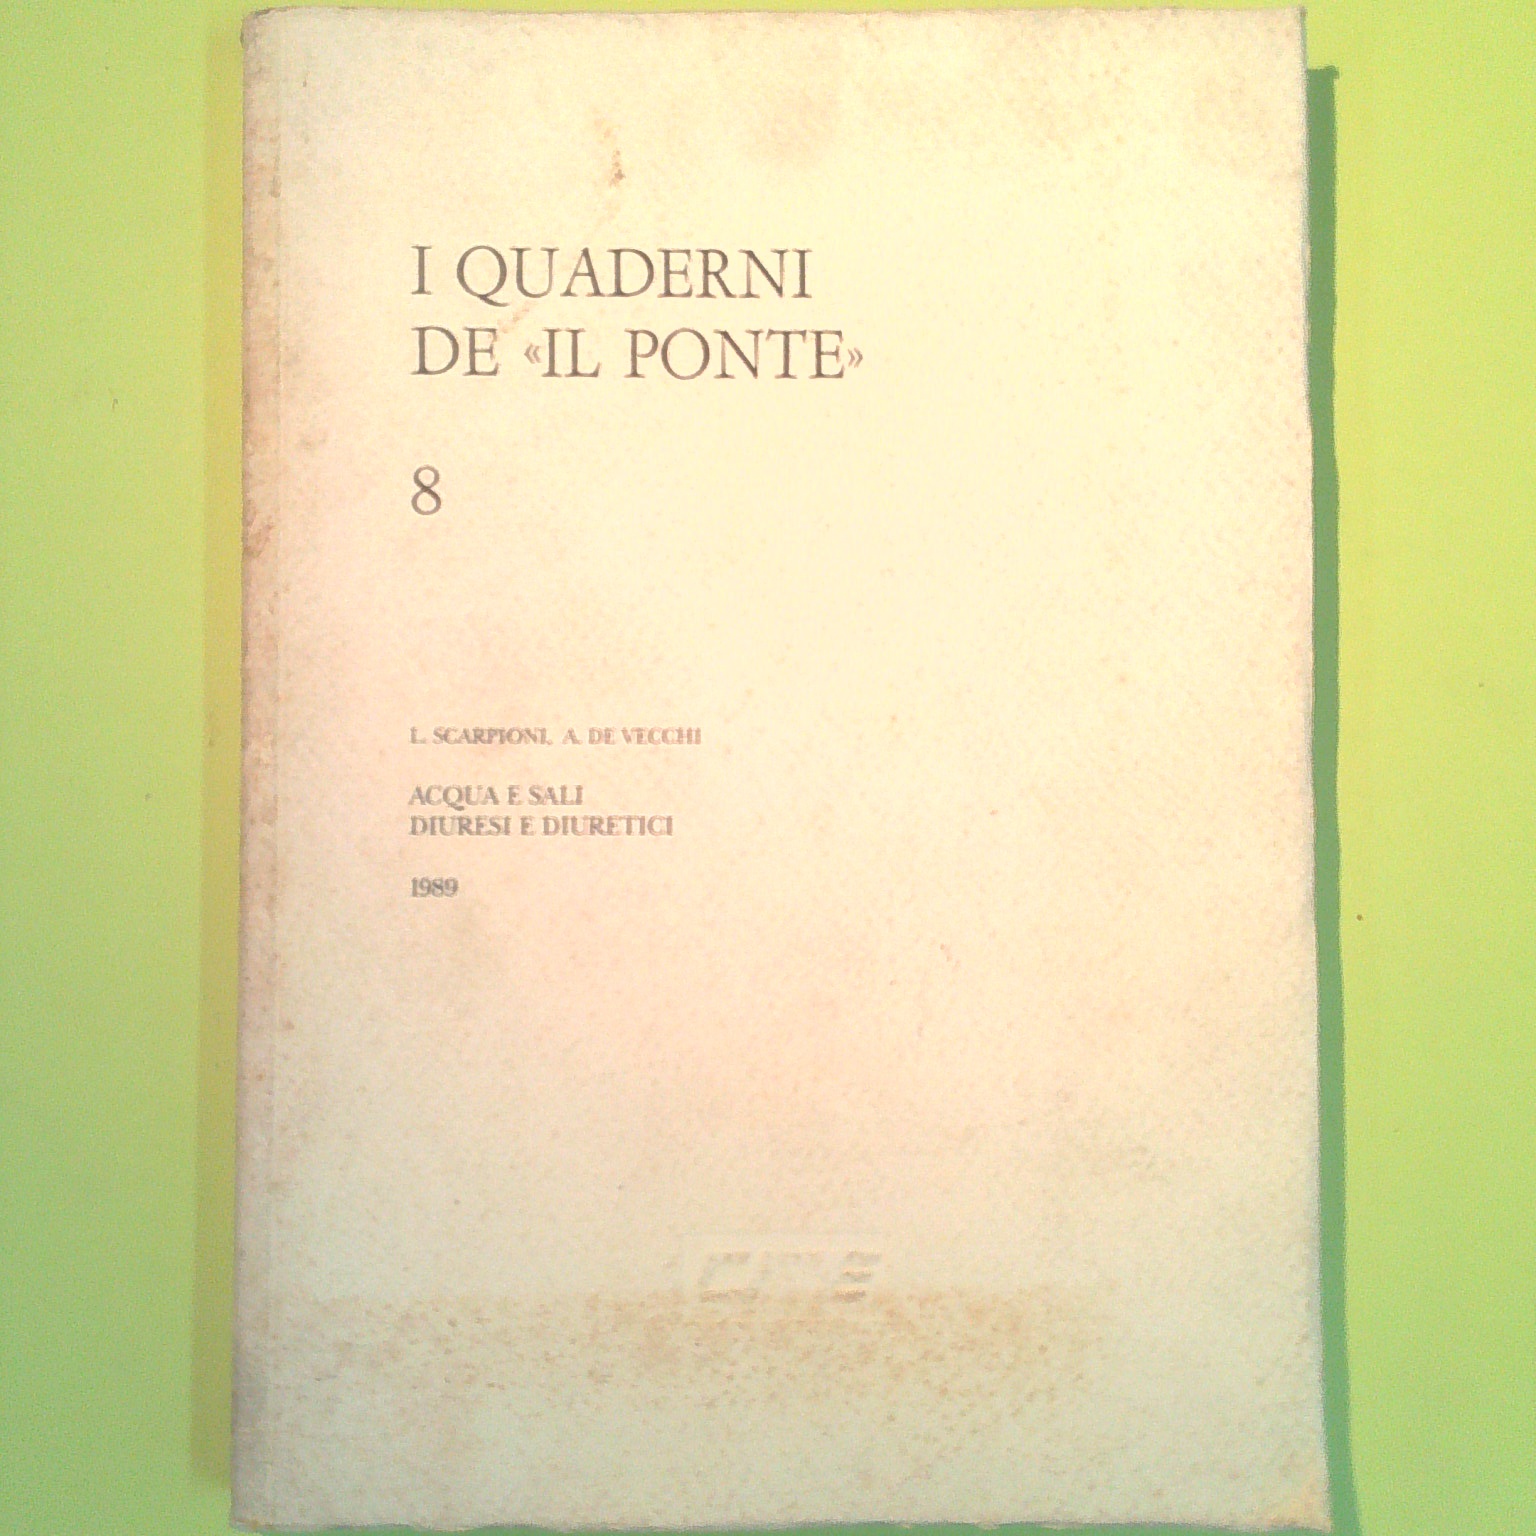 I QUADERNI
DE «IL PONTE»
8
L. SCARPIONI, A. DE VECCHI
ACQUA E SALI
DIURESI E DIURETICI
1989